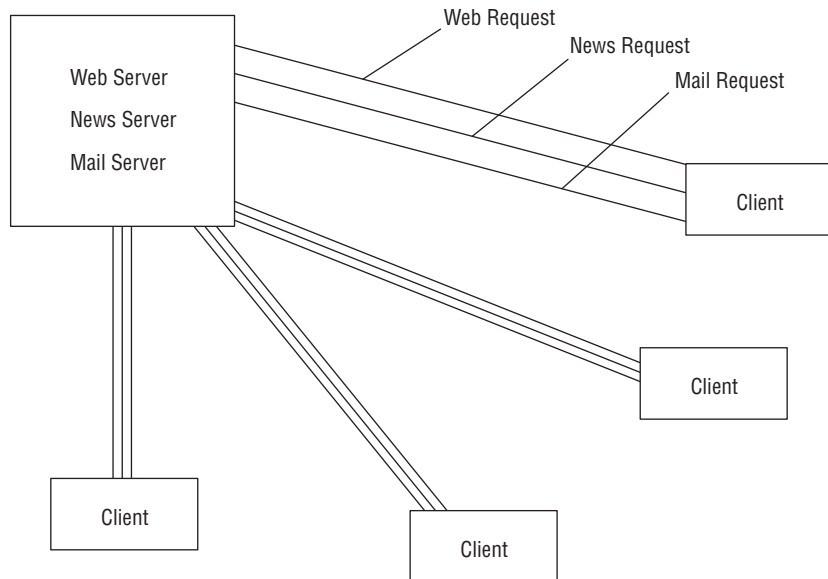 Web Request
News Request
Mail Request
Web Server
News Server
Mail Server
Client
Client
Client
Client